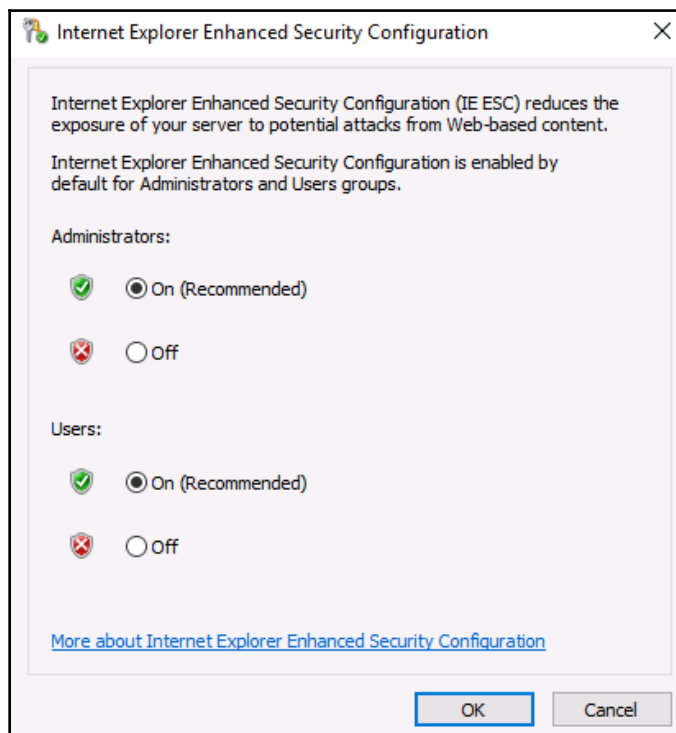 Internet Explorer Enhanced Security Configuration
Internet Explorer Enhanced Security Configuration (IE ESC) reduces the
exposure of your server to potential attacks from Web-based content.
Internet Explorer Enhanced Security Configuration is enabled by
default for Administrators and Users groups.
Administrators:
On (Recommended)
Off
Users:
On (Recommended)
Off
More about Internet Explorer Enhanced Security Configuration
OK Cancel